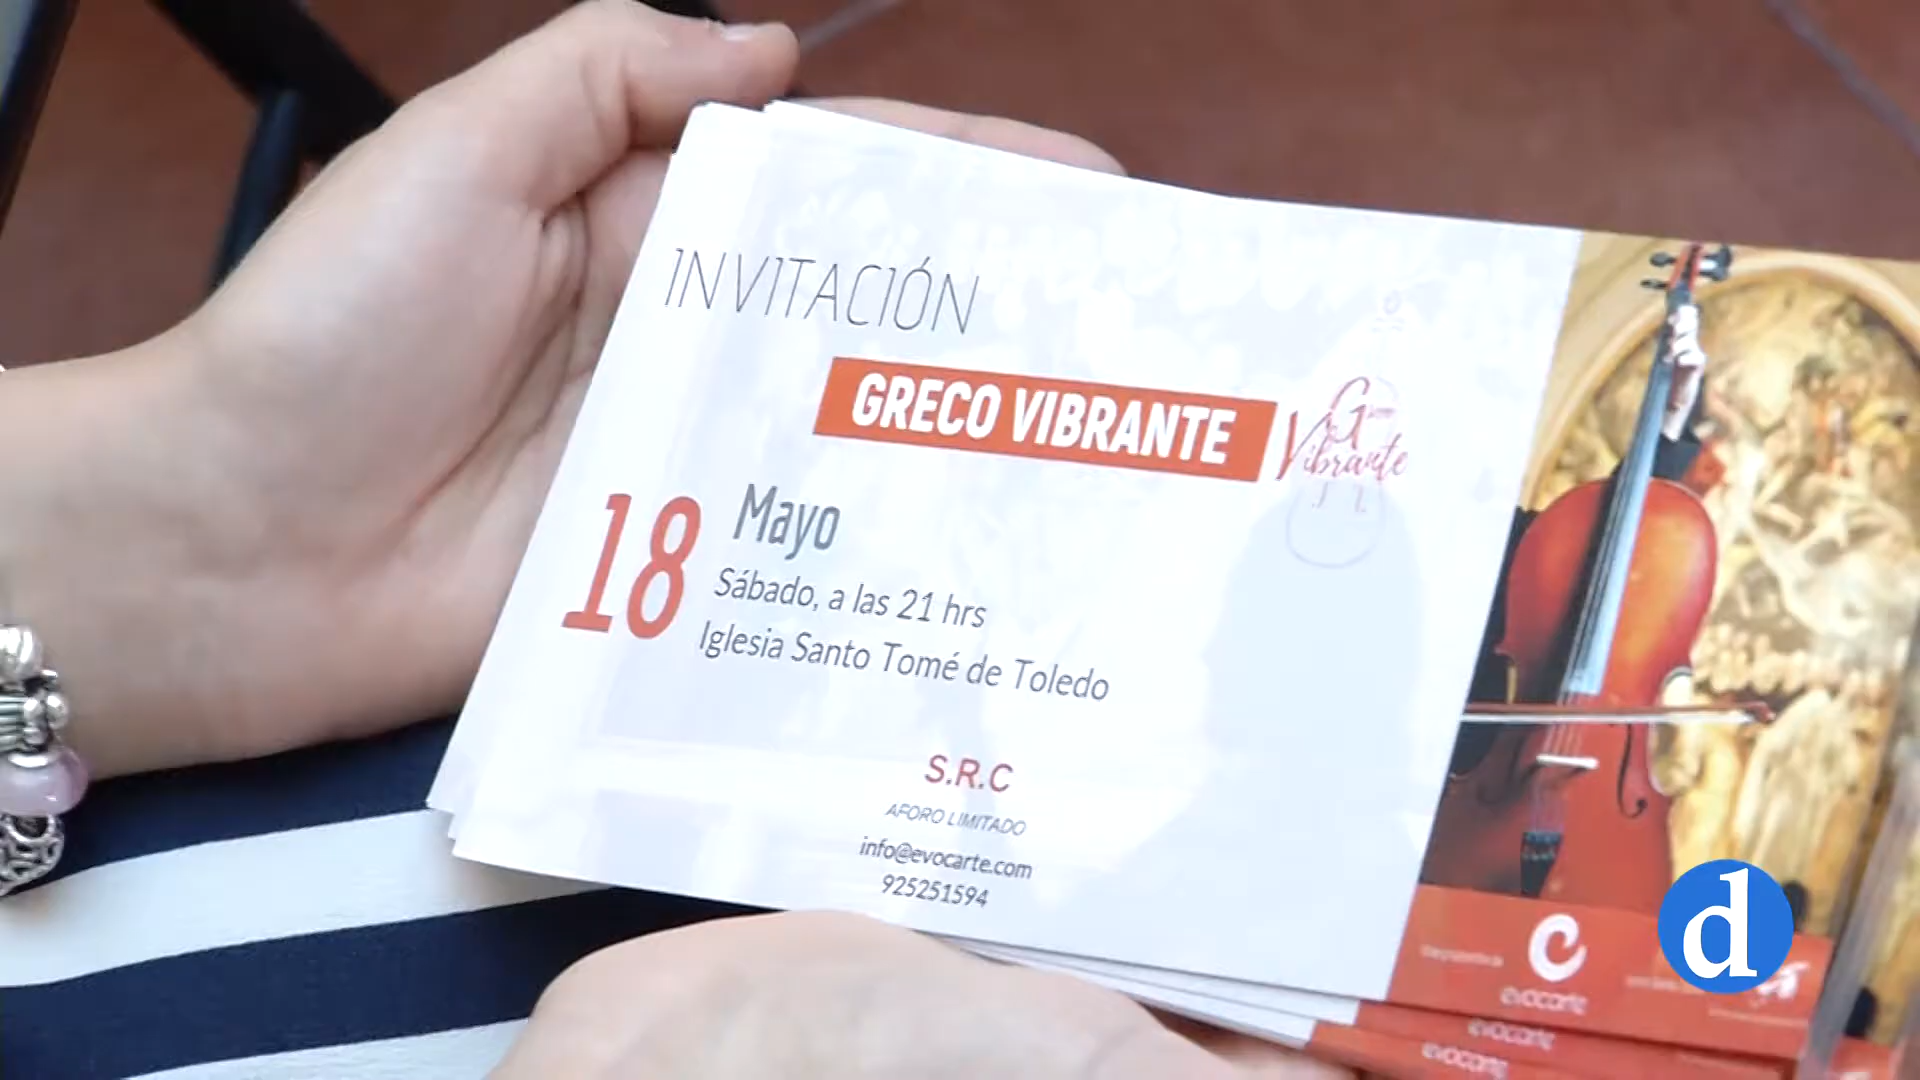 INVITACIÓN
GRECO VIBRANTE
Greco
Vibrante
18
Mayo
Sábado, a las 21 hrs
Iglesia Santo Tomé de Toledo
S.R.C
AFORO LIMITADO
info@evocarte.com
925251594
evocarte
evocarte
evocarte
d